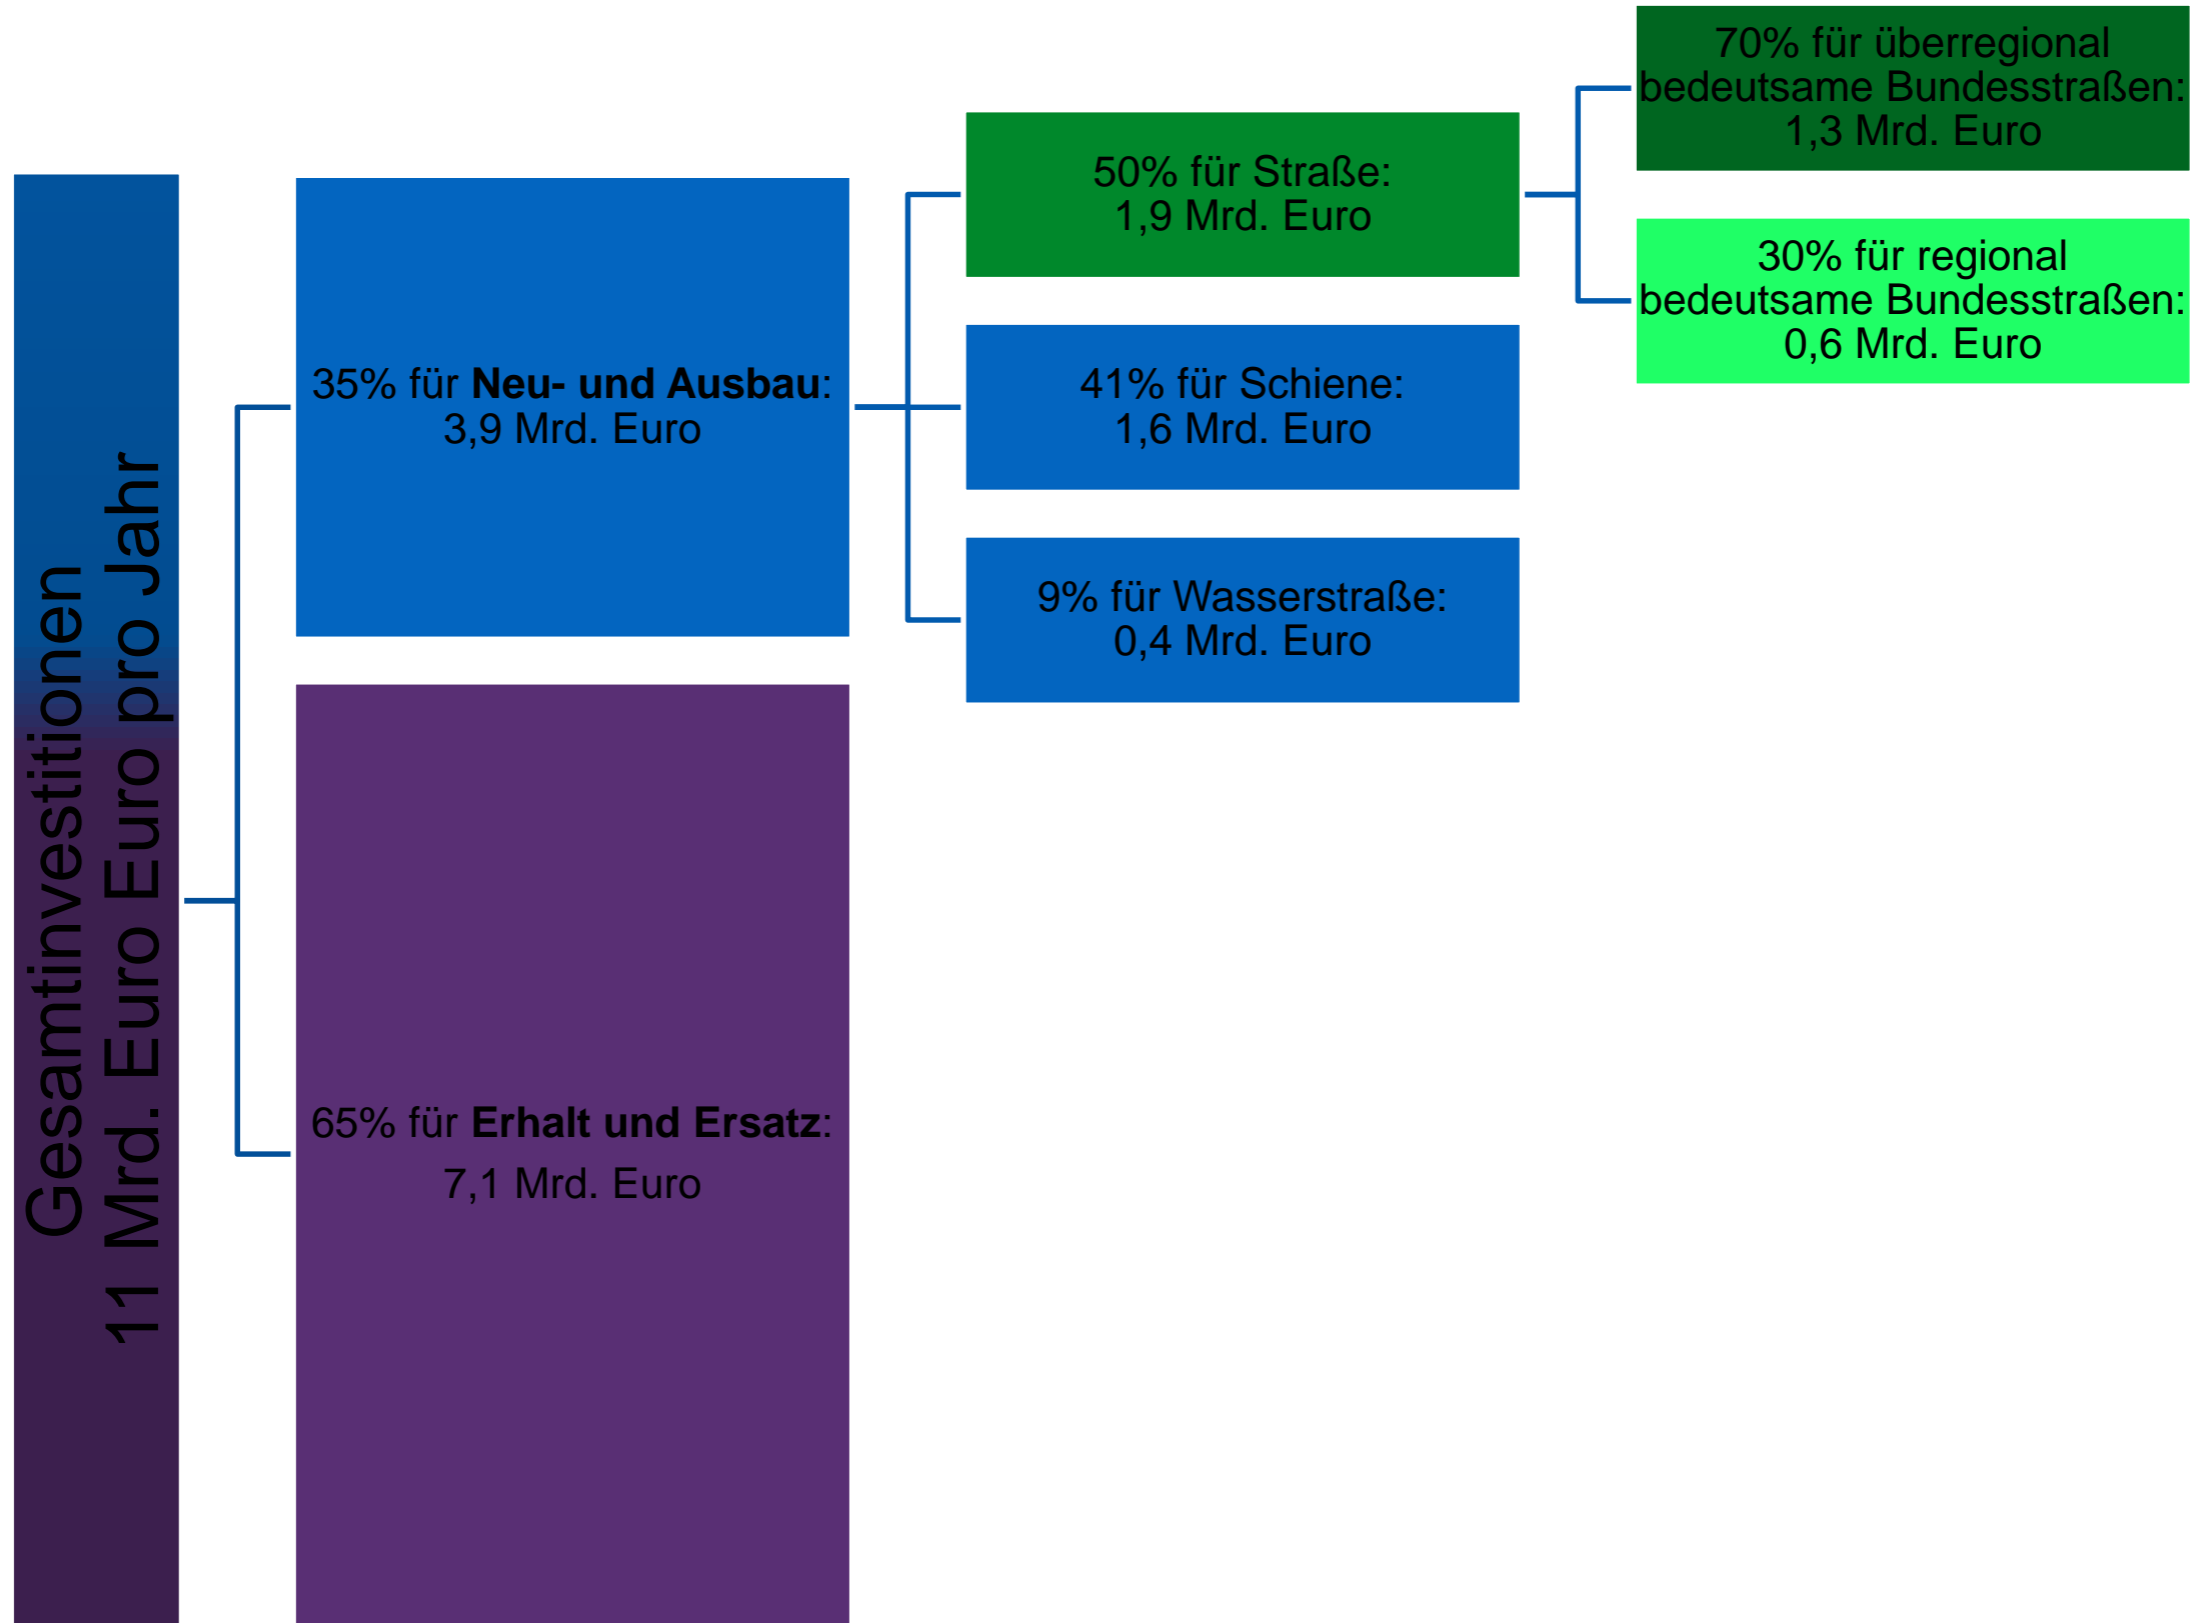 Gesamtinvestitionen
11 Mrd. Euro Euro pro Jahr
35% für Neu- und Ausbau:
3,9 Mrd. Euro
50% für Straße:
1,9 Mrd. Euro
70% für überregional
bedeutsame Bundesstraßen:
1,3 Mrd. Euro
30% für regional
bedeutsame Bundesstraßen:
0,6 Mrd. Euro
41% für Schiene:
1,6 Mrd. Euro
9% für Wasserstraße:
0,4 Mrd. Euro
65% für Erhalt und Ersatz:
7,1 Mrd. Euro